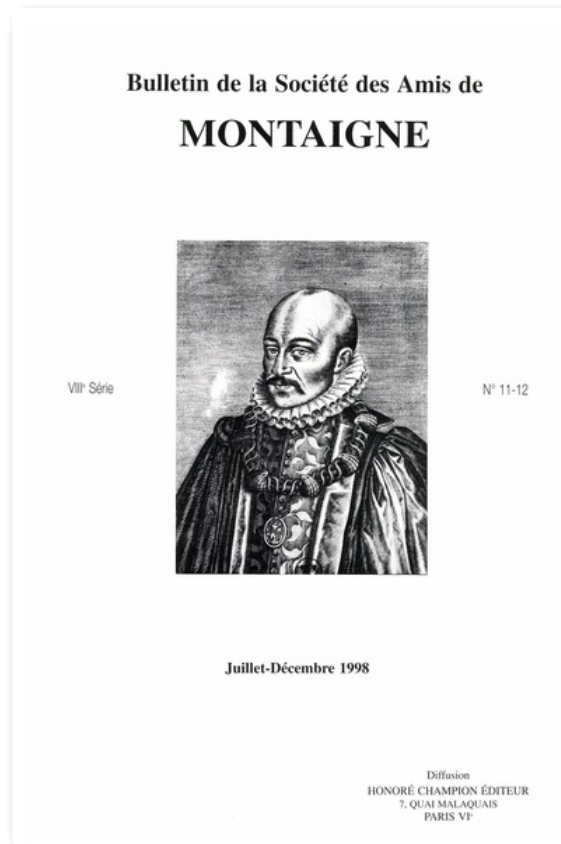 Bulletin de la Société des Amis de
MONTAIGNE
VIIIᵉ Série
N° 11-12
Juillet-Décembre 1998
Diffusion
HONORÉ CHAMPION ÉDITEUR
7, QUAI MALAQUAIS
PARIS VIᵉ